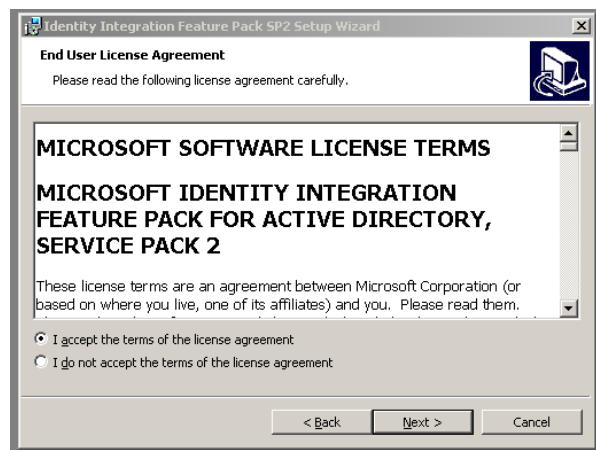 Identity Integration Feature Pack SP2 Setup Wizard
End User License Agreement
Please read the following license agreement carefully.
MICROSOFT SOFTWARE LICENSE TERMS
MICROSOFT IDENTITY INTEGRATION
FEATURE PACK FOR ACTIVE DIRECTORY,
SERVICE PACK 2
These license terms are an agreement between Microsoft Corporation (or
based on where you live, one of its affiliates) and you. Please read them.
I accept the terms of the license agreement
I do not accept the terms of the license agreement
< Back Next > Cancel